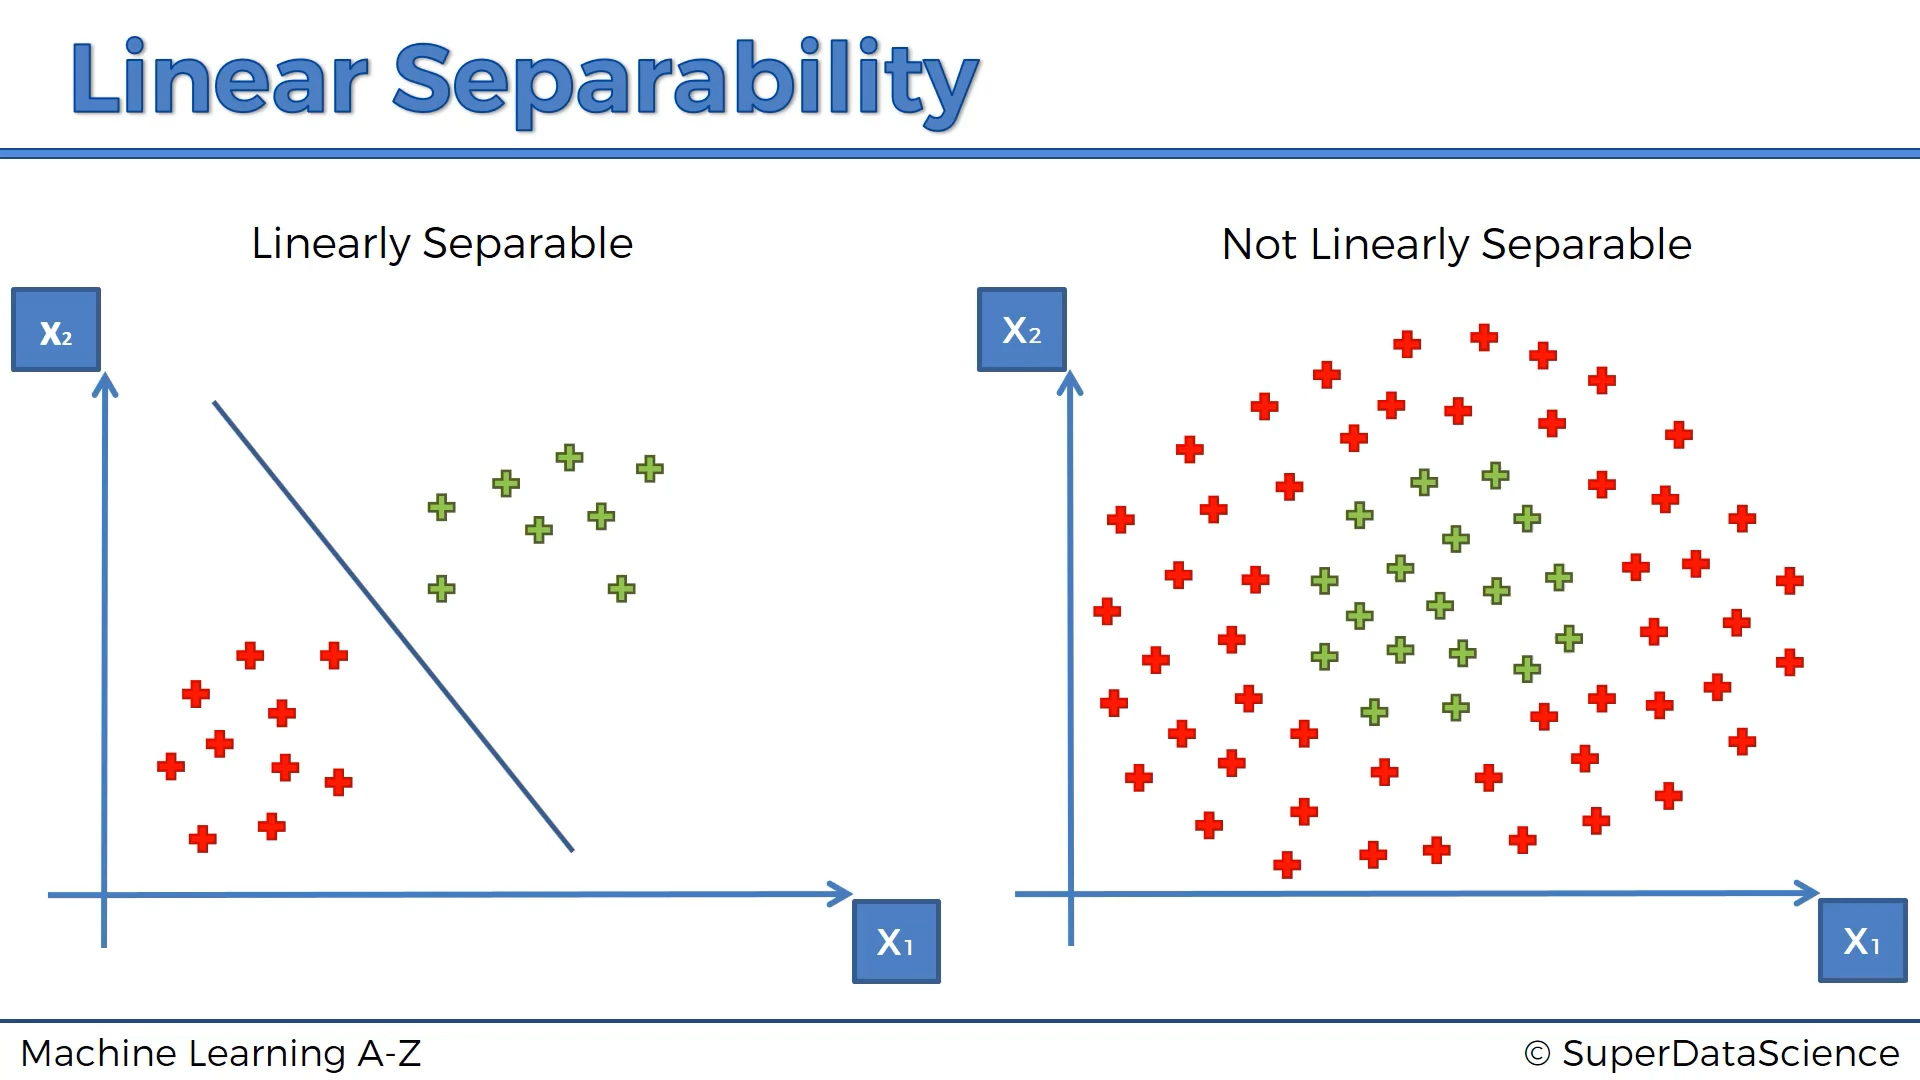 Linear Separability
Linearly Separable
Not Linearly Separable
x₂
X₂
X₁
X₁
Machine Learning A-Z
© SuperDataScience